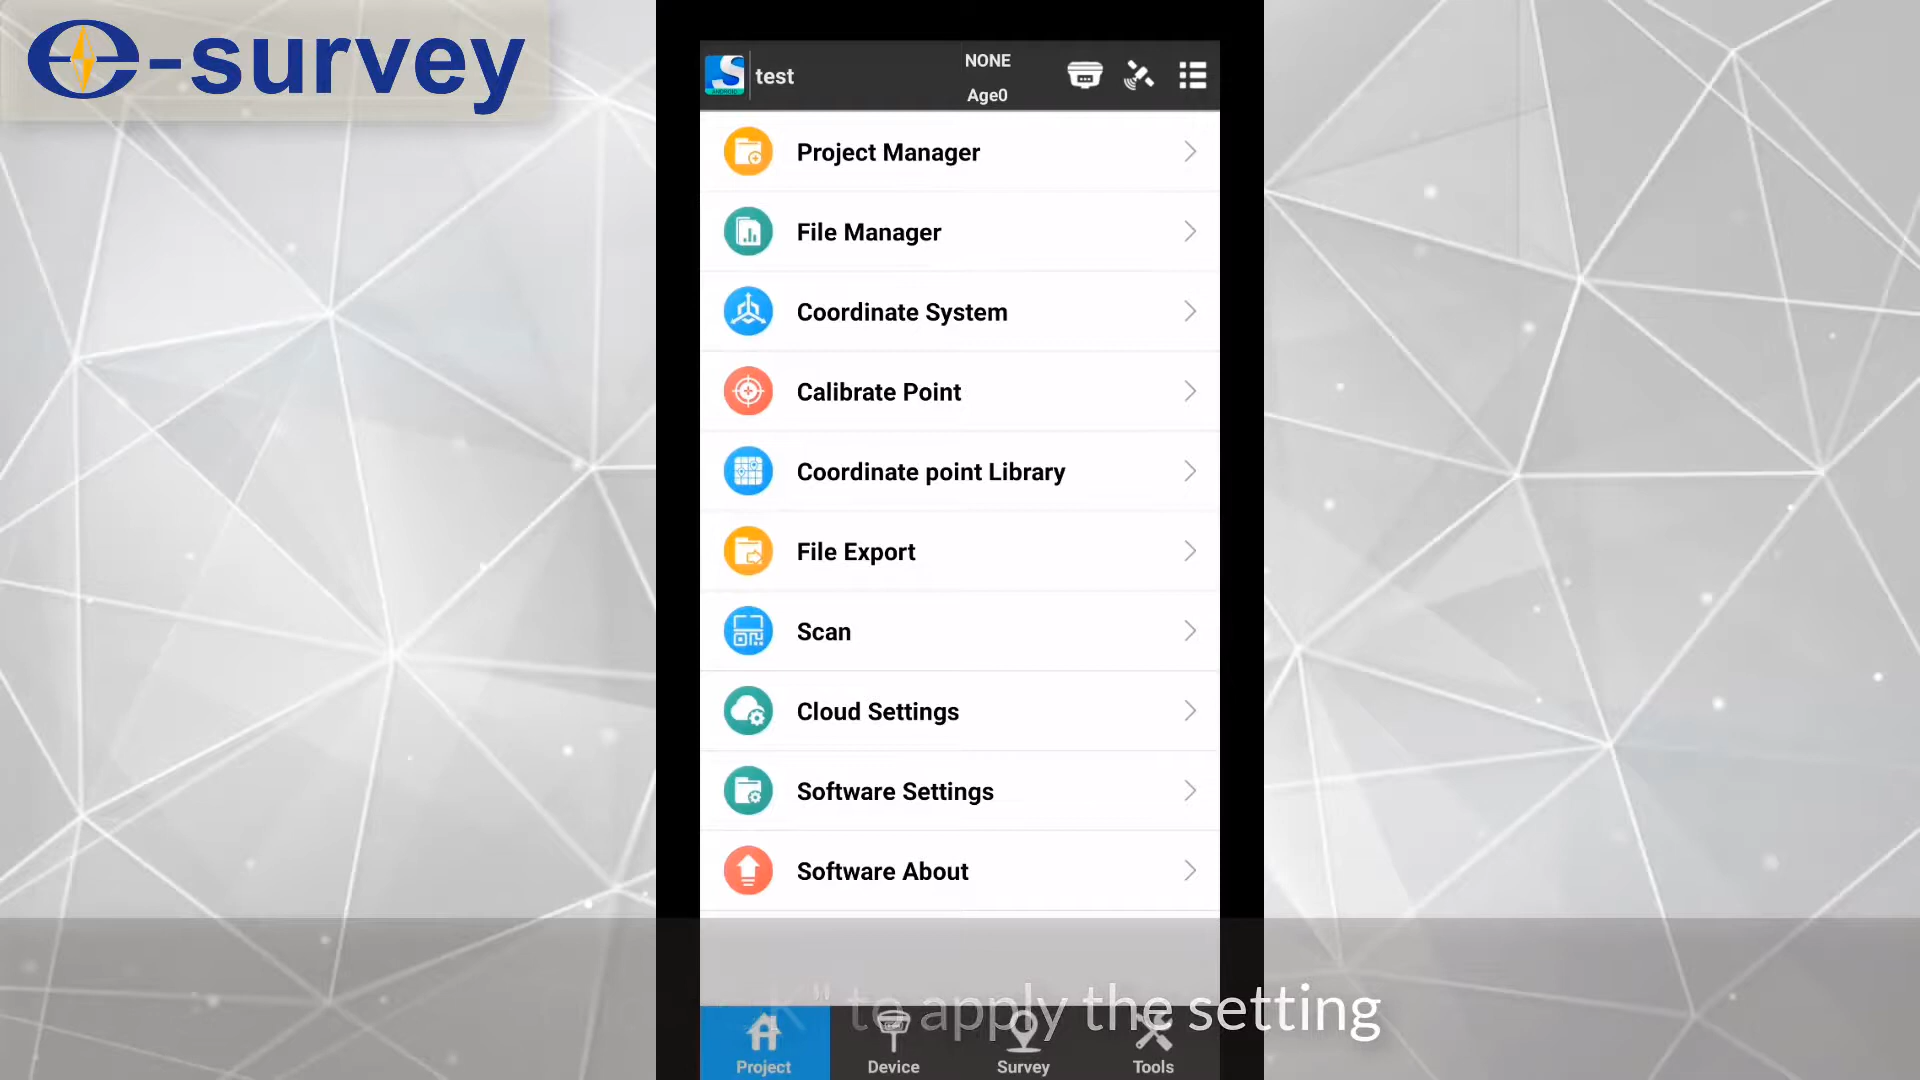 e-survey
test
NONE
Age0
Project Manager
File Manager
Coordinate System
Calibrate Point
Coordinate point Library
File Export
Scan
Cloud Settings
Software Settings
Software About
K" to apply the setting
Project
Device
Survey
Tools